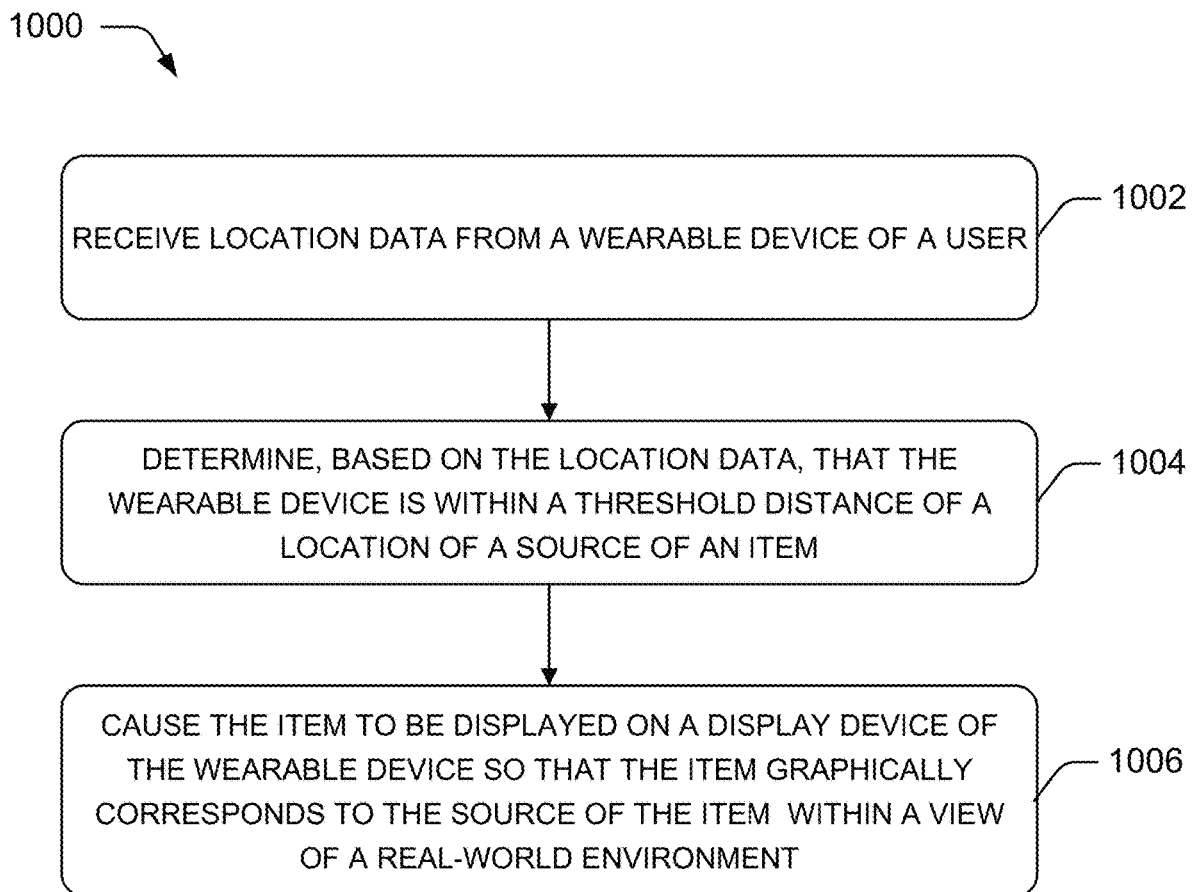 1000
RECEIVE LOCATION DATA FROM A WEARABLE DEVICE OF A USER
1002
DETERMINE, BASED ON THE LOCATION DATA, THAT THE
WEARABLE DEVICE IS WITHIN A THRESHOLD DISTANCE OF A
LOCATION OF A SOURCE OF AN ITEM
1004
CAUSE THE ITEM TO BE DISPLAYED ON A DISPLAY DEVICE OF
THE WEARABLE DEVICE SO THAT THE ITEM GRAPHICALLY
CORRESPONDS TO THE SOURCE OF THE ITEM WITHIN A VIEW
OF A REAL-WORLD ENVIRONMENT
1006